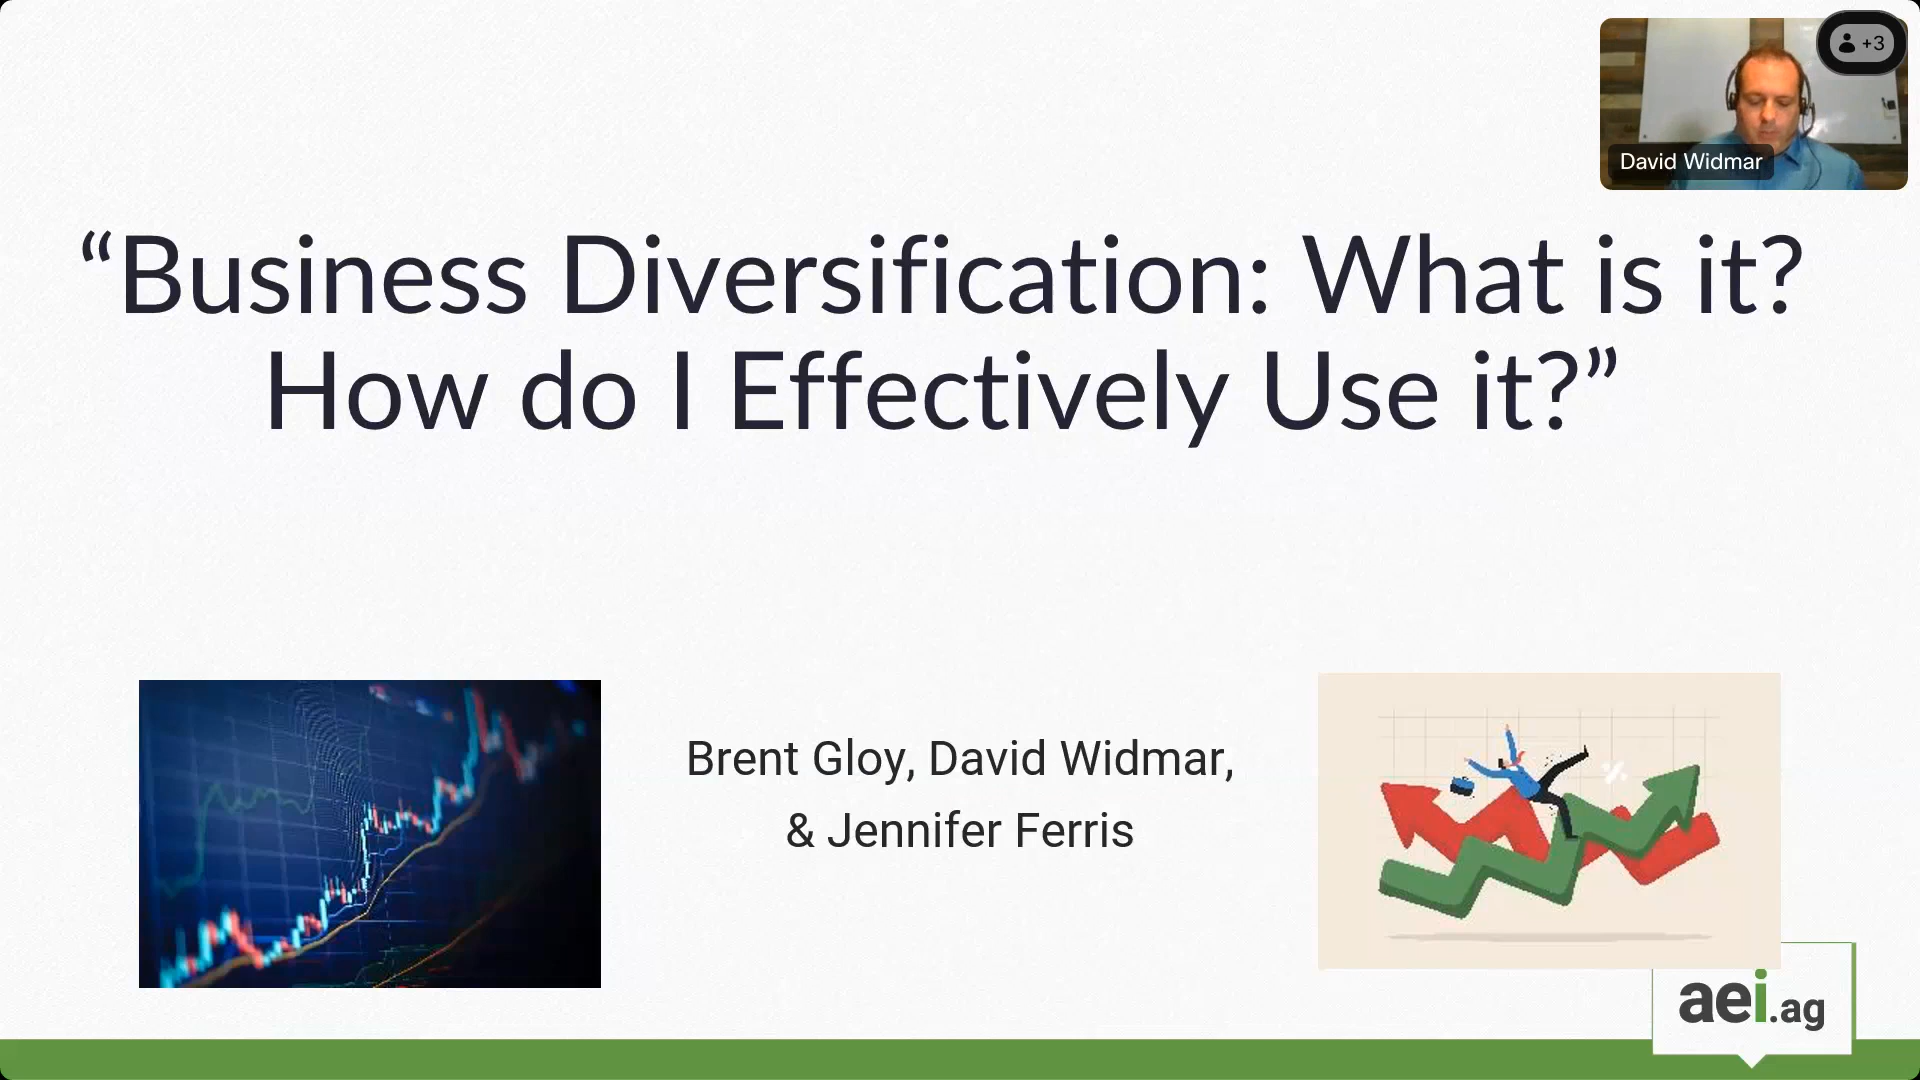 +3
David Widmar
“Business Diversification: What is it?
How do I Effectively Use it?”
Brent Gloy, David Widmar,
& Jennifer Ferris
aei.ag